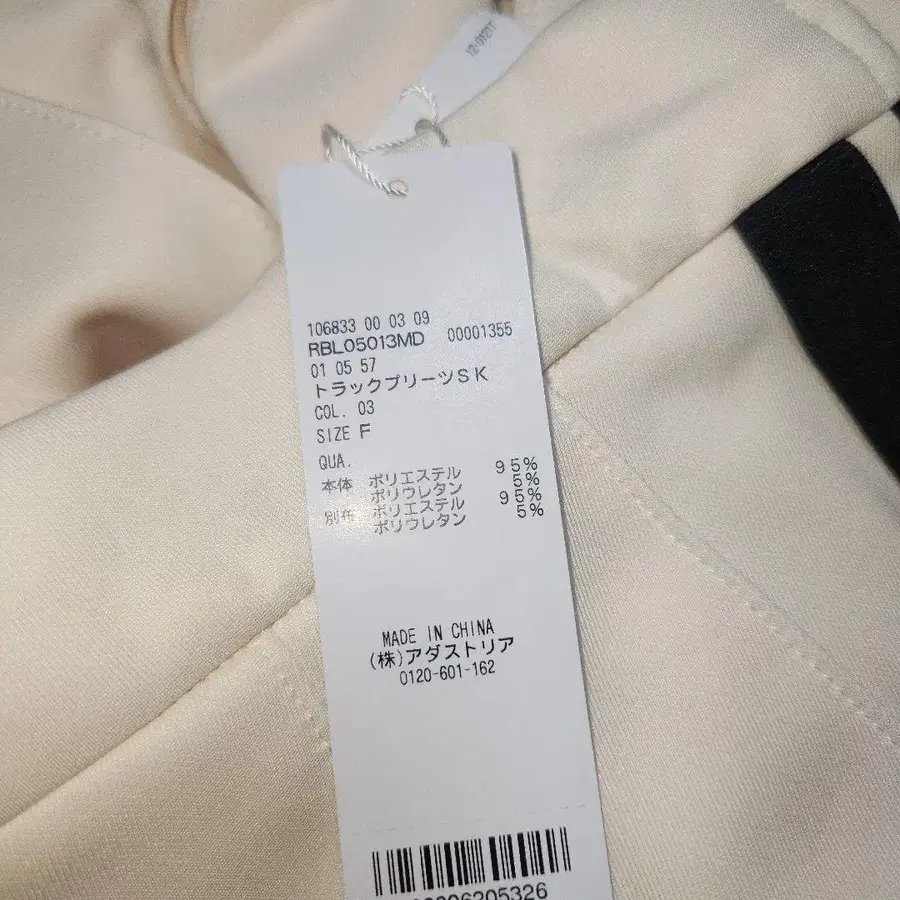 106833 00 03 09
RBL05013MD 00001355
01 05 57
トラックプリーツSK
COL. 03
SIZE F
QUA.
本体 ポリエステル 95%
ポリウレタン 5%
別布 ポリエステル 95%
ポリウレタン 5%
MADE IN CHINA
(株)アダストリア
0120-601-162